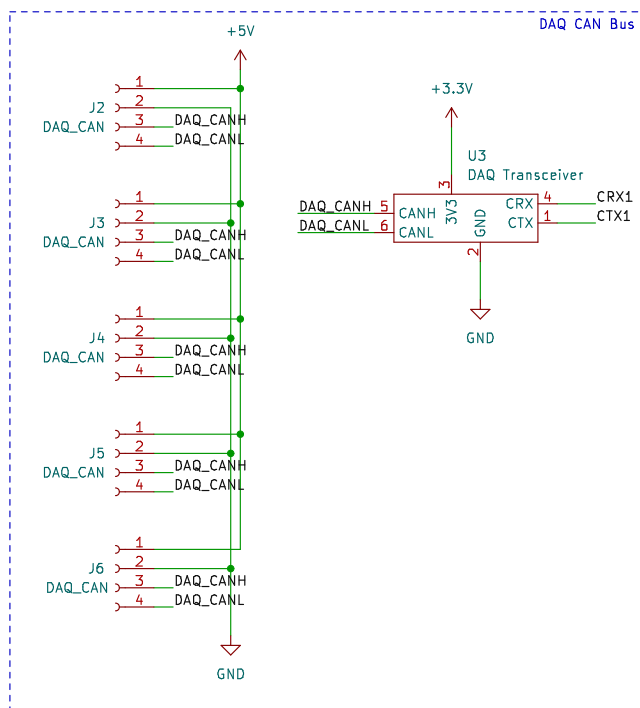 DAQ CAN Bus
+5V
1
J2 2
DAQ_CAN 3 DAQ_CANH
4 DAQ_CANL
1
J3 2
DAQ_CAN 3 DAQ_CANH
4 DAQ_CANL
1
J4 2
DAQ_CAN 3 DAQ_CANH
4 DAQ_CANL
1
J5 2
DAQ_CAN 3 DAQ_CANH
4 DAQ_CANL
1
J6 2
DAQ_CAN 3 DAQ_CANH
4 DAQ_CANL
GND
+3.3V
U3
DAQ Transceiver
3
3V3
DAQ_CANH 5 CANH
DAQ_CANL 6 CANL
CRX 4 CRX1
CTX 1 CTX1
GND
2
GND